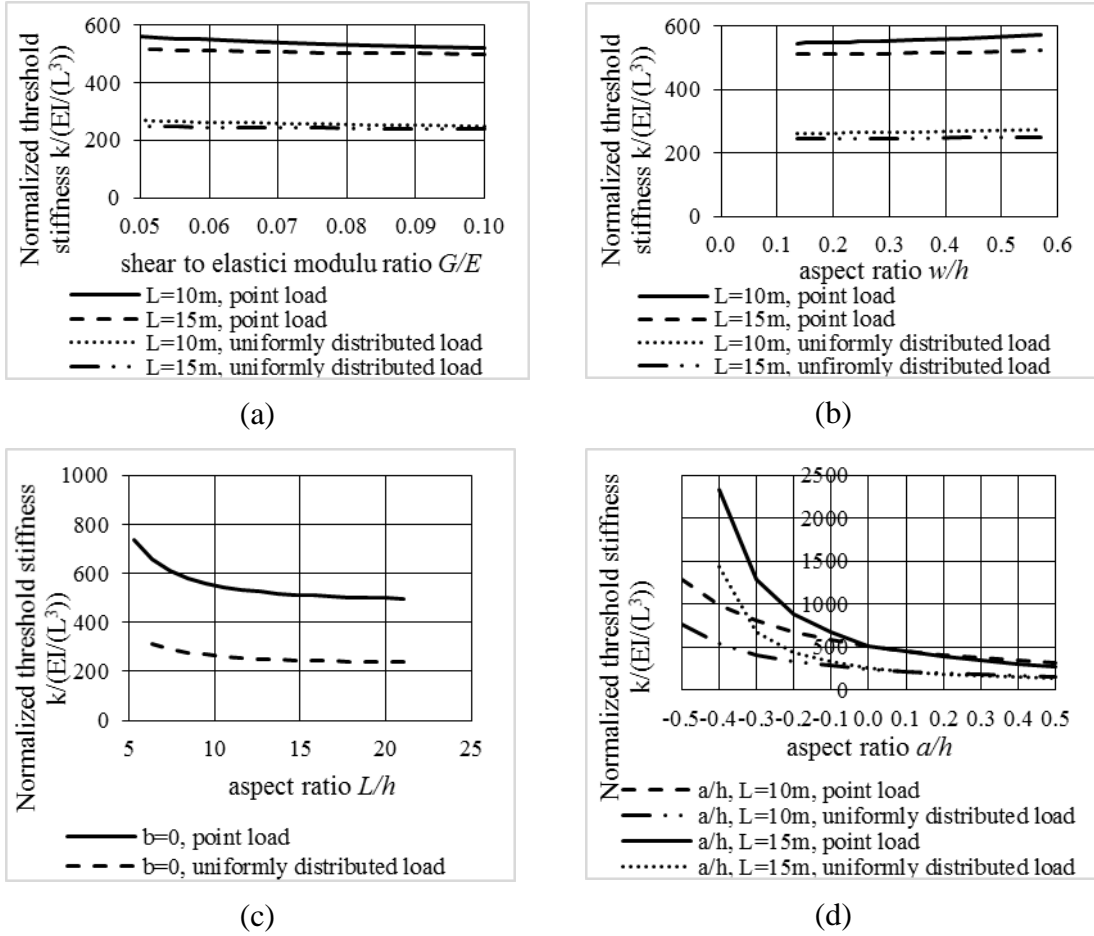 Normalized threshold
stiffness k/(EI/(L³))
600
400
200
0
0.05 0.06 0.07 0.08 0.09 0.10
shear to elastici modulu ratio G/E
L=10m, point load
L=15m, point load
L=10m, uniformly distributed load
L=15m, uniformly distributed load
(a)
Normalized threshold
stiffness k/(EI/(L³))
600
400
200
0
0.0 0.1 0.2 0.3 0.4 0.5 0.6
aspect ratio w/h
L=10m, point load
L=15m, point load
L=10m, uniformly distributed load
L=15m, unfiromly distributed load
(b)
Normalized threshold stiffness
k/(EI/(L³))
1000
800
600
400
200
0
5 10 15 20 25
aspect ratio L/h
b=0, point load
b=0, uniformly distributed load
(c)
Normalized threshold stiffness
k/(EI/(L³))
2500
2000
1500
1000
500
0
-0.5 -0.4 -0.3 -0.2 -0.1 0.0 0.1 0.2 0.3 0.4 0.5
aspect ratio a/h
a/h, L=10m, point load
a/h, L=10m, uniformly distributed load
a/h, L=15m, point load
a/h, L=15m, uniformly distributed load
(d)